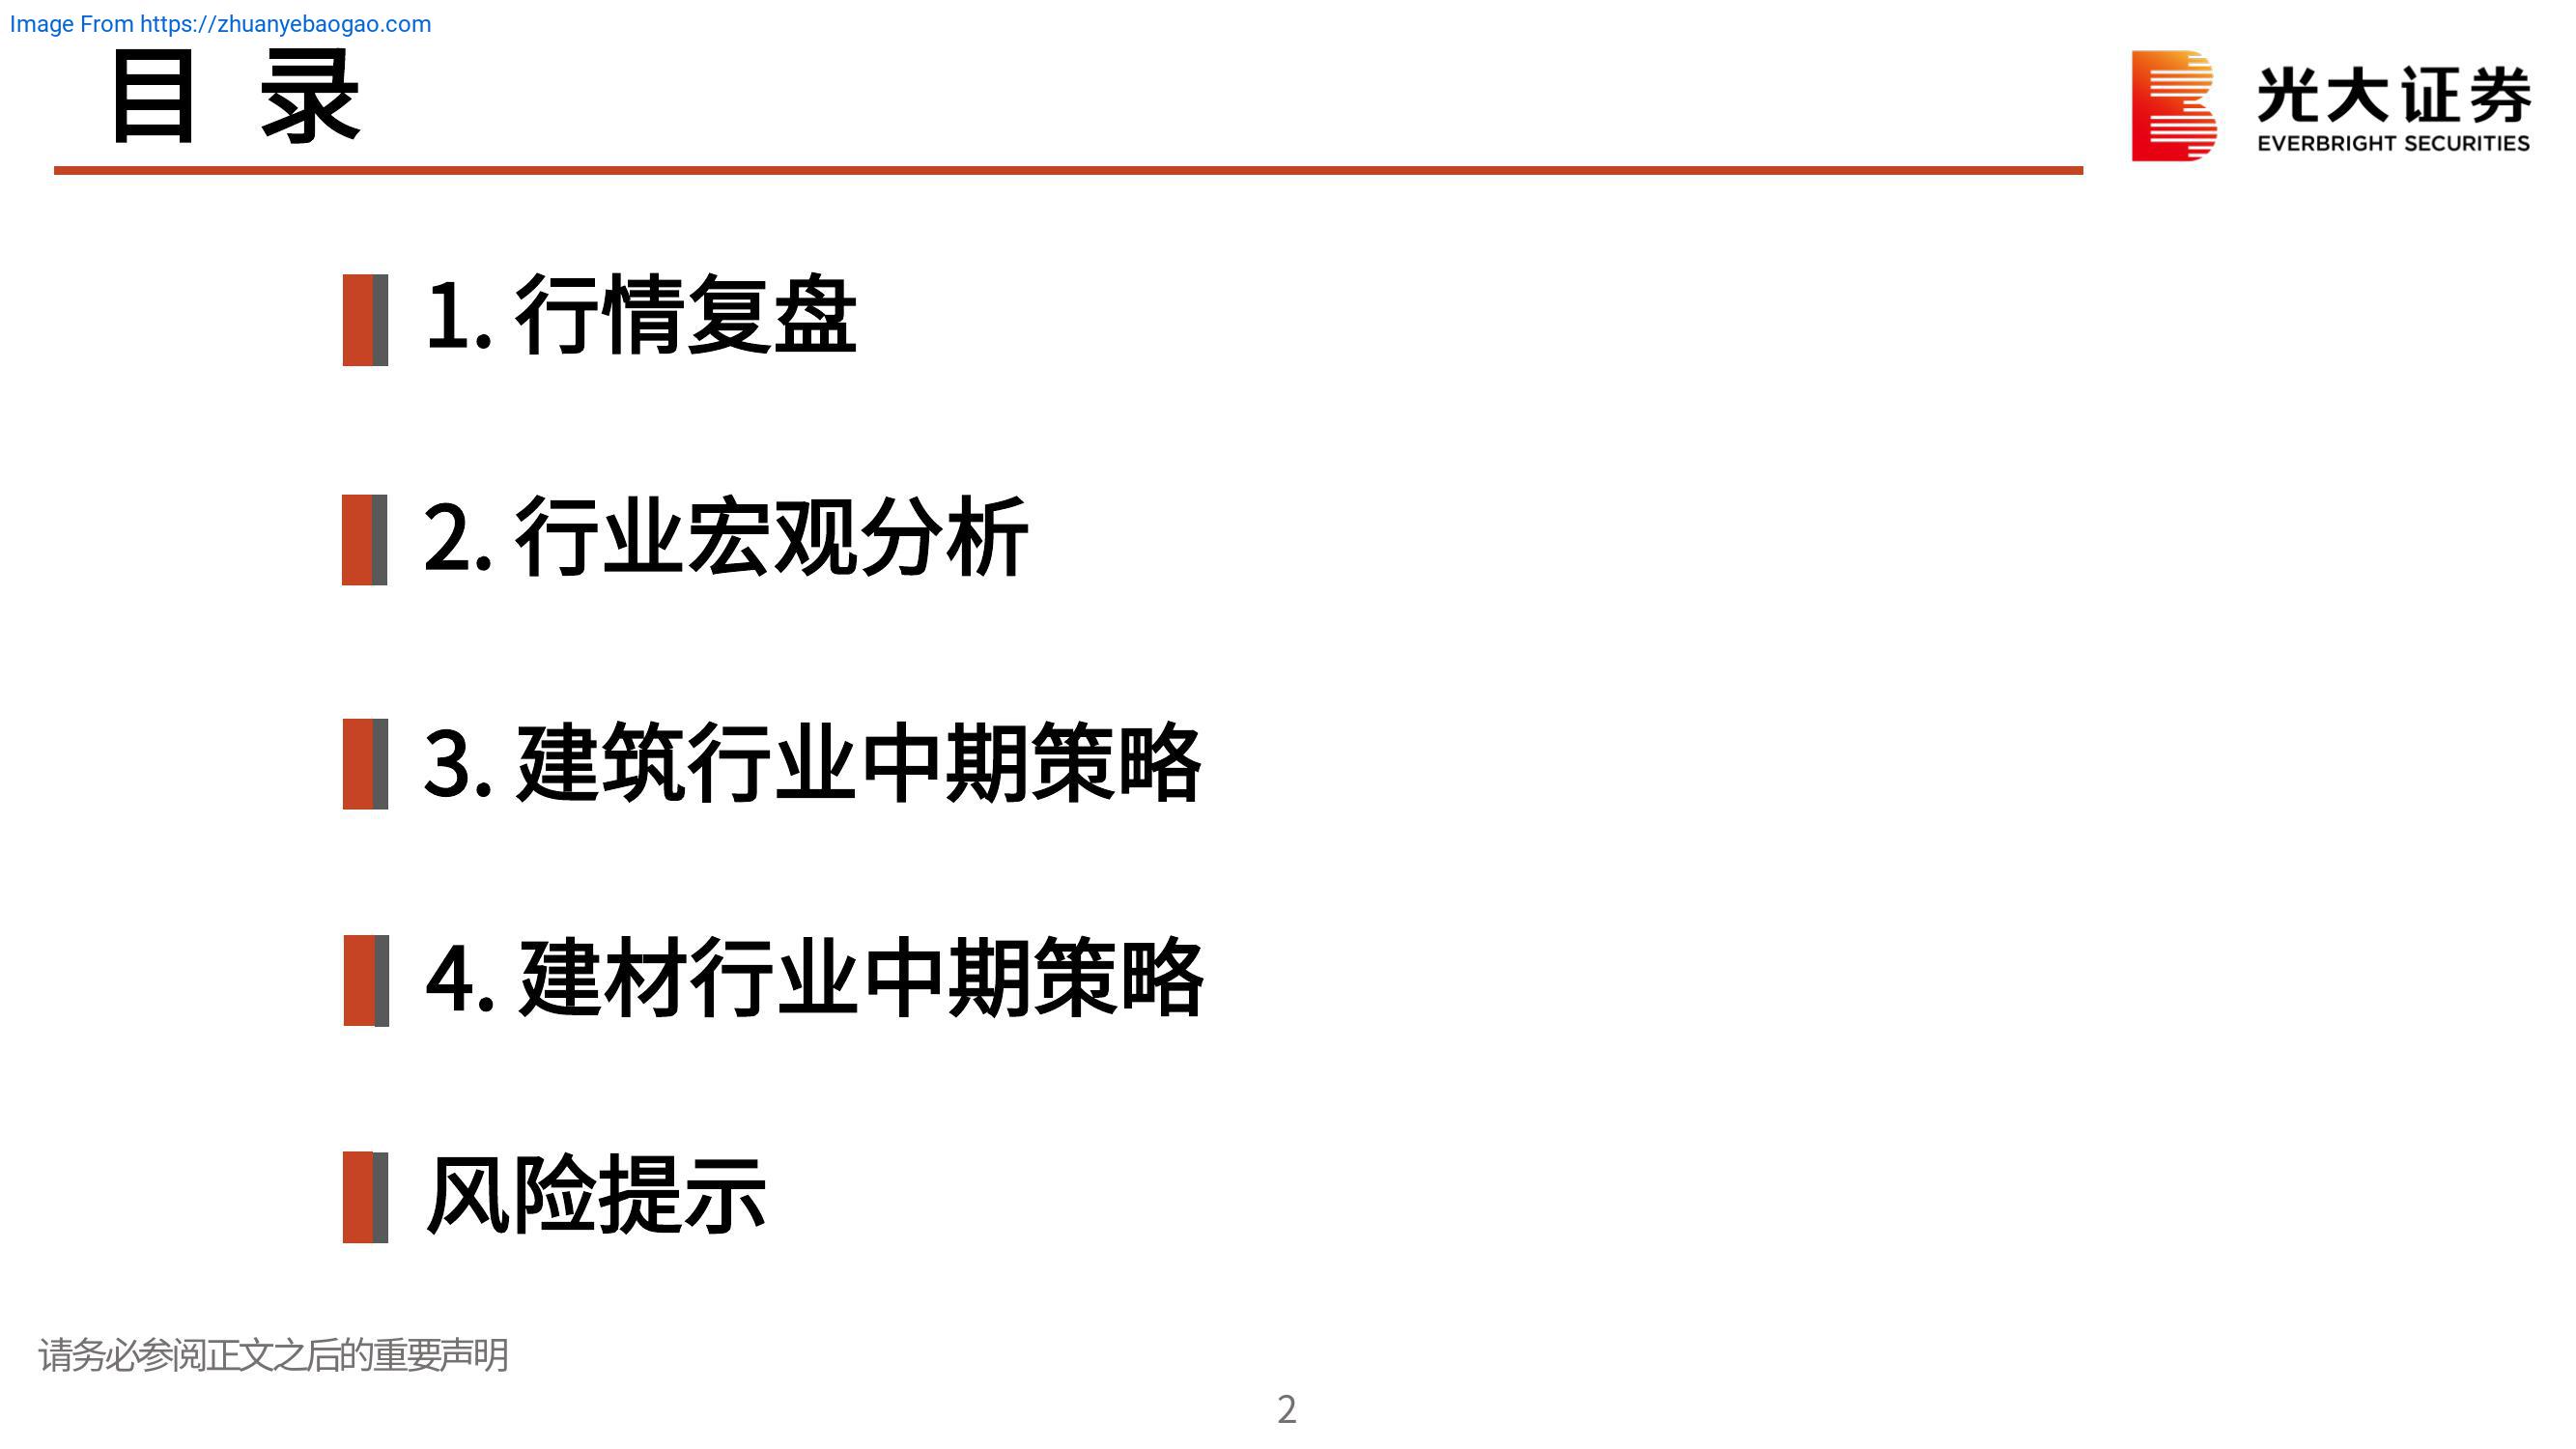 Image From https://zhuanyebaogao.com
目 录
光大证券
EVERBRIGHT SECURITIES
1. 行情复盘
2. 行业宏观分析
3. 建筑行业中期策略
4. 建材行业中期策略
风险提示
请务必参阅正文之后的重要声明
2